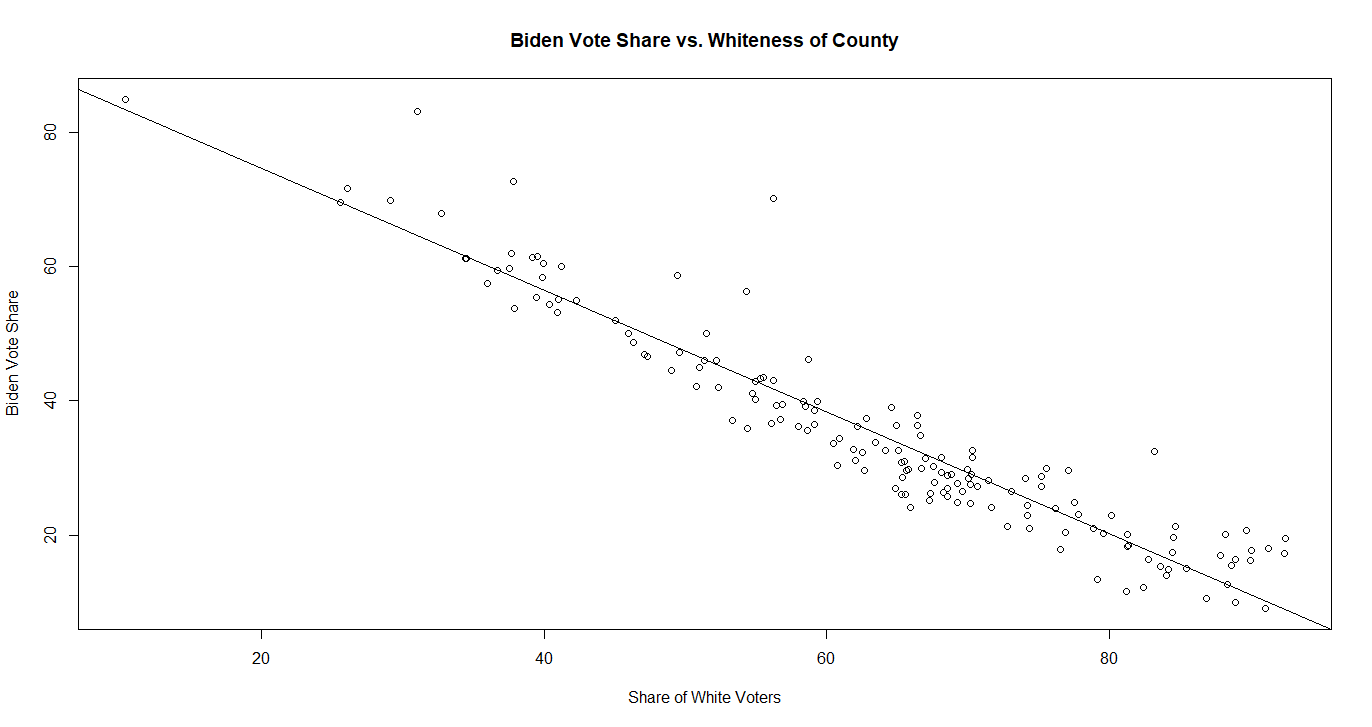 Biden Vote Share vs. Whiteness of County
Biden Vote Share
80
60
40
20
20 40 60 80
Share of White Voters